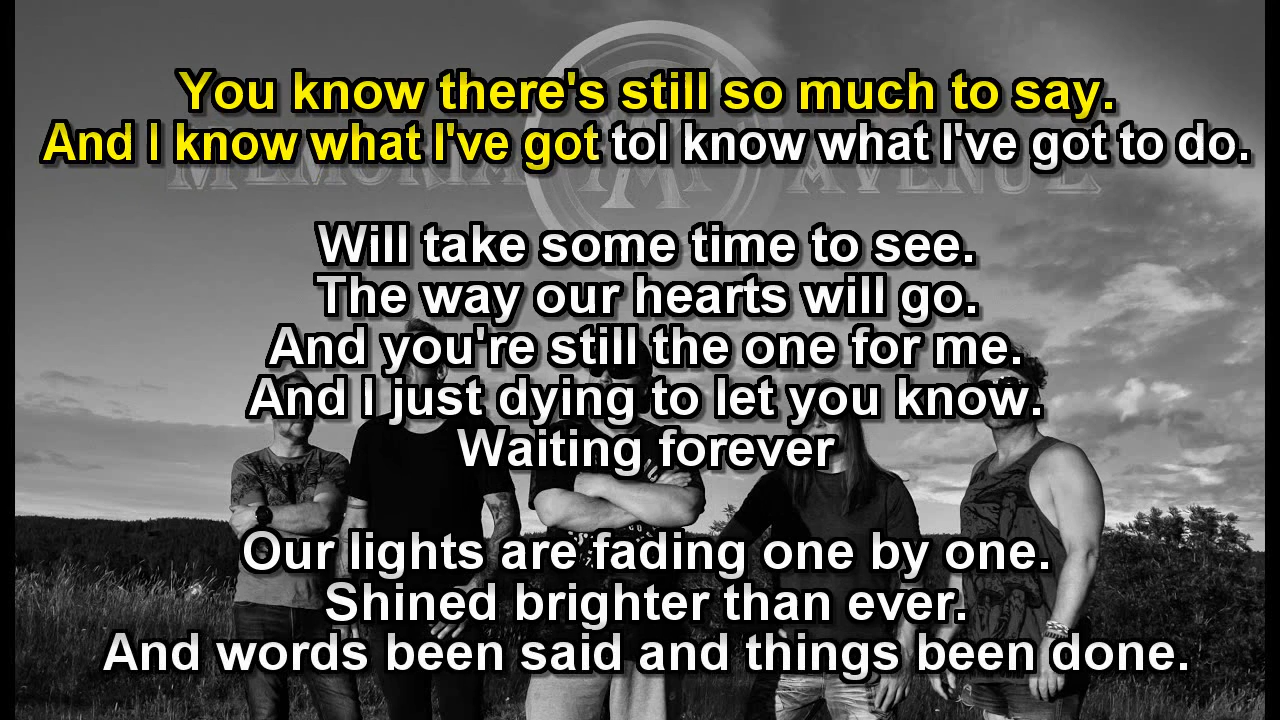 You know there's still so much to say.
And I know what I've got toI know what I've got to do.
MEMORIA AVENUE
Will take some time to see.
The way our hearts will go.
And you're still the one for me.
And I just dying to let you know.
Waiting forever
Our lights are fading one by one.
Shined brighter than ever.
And words been said and things been done.